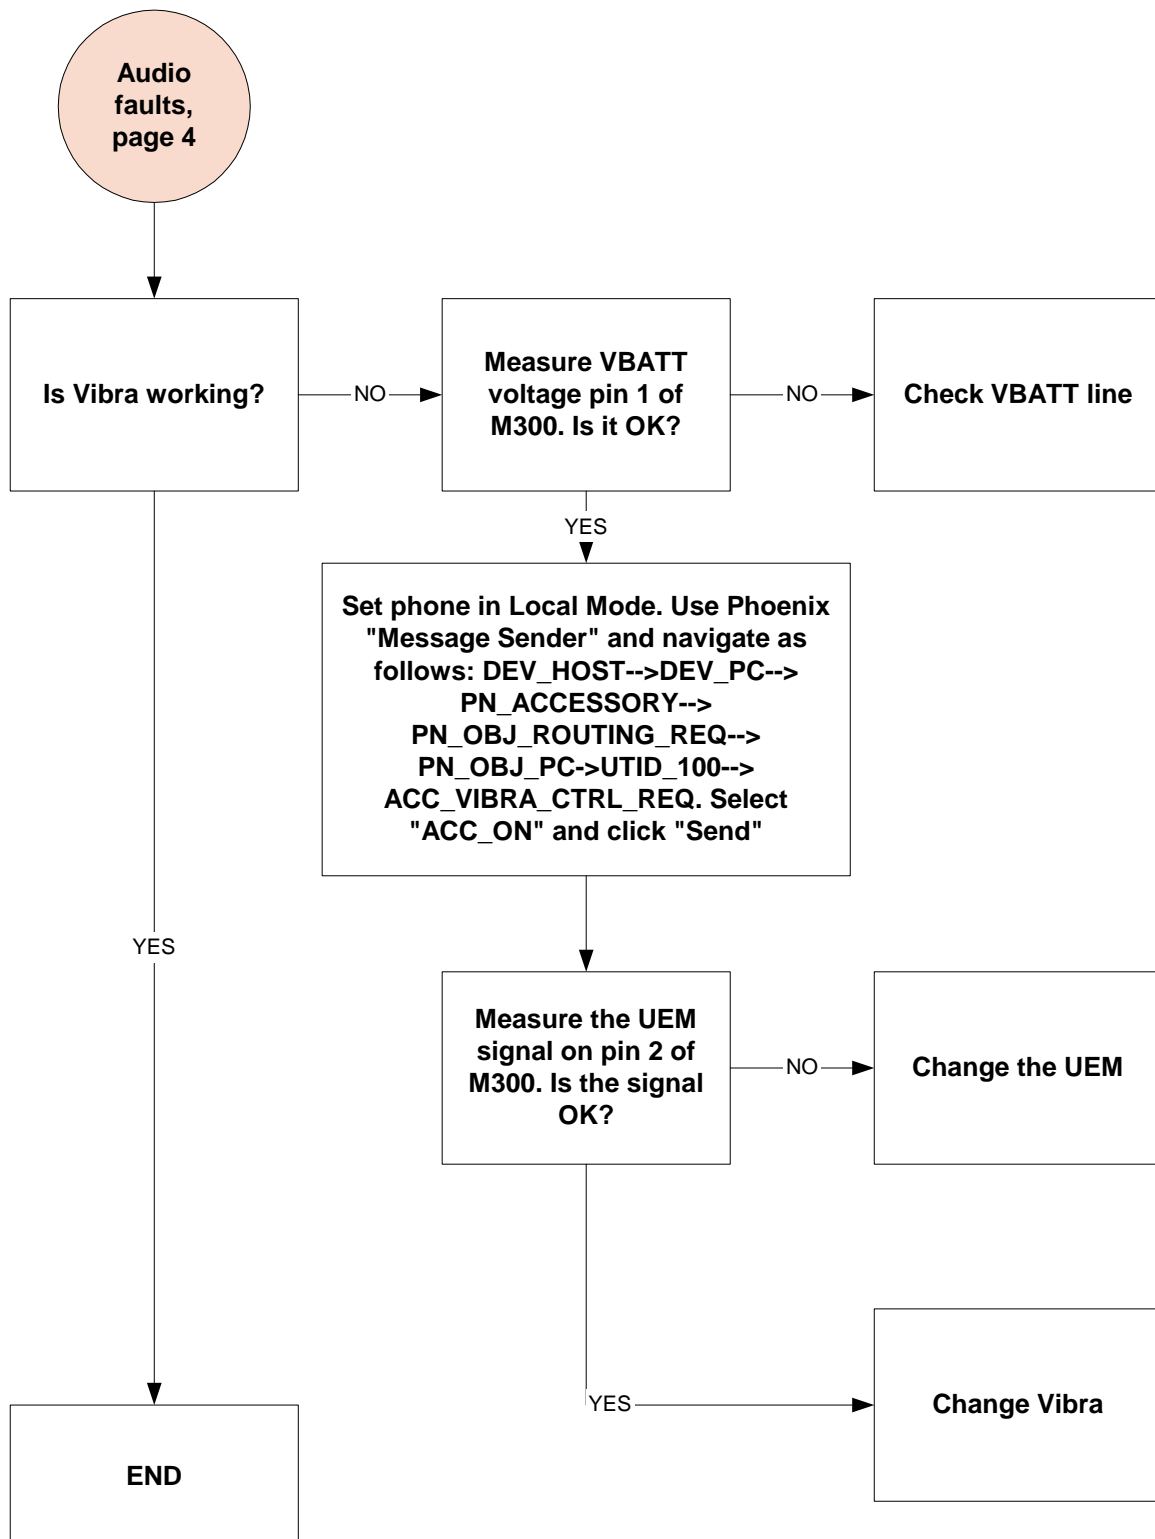 Audio
faults,
page 4
Is Vibra working?
NO
Measure VBATT
voltage pin 1 of
M300. Is it OK?
NO
Check VBATT line
YES
Set phone in Local Mode. Use Phoenix
"Message Sender" and navigate as
follows: DEV_HOST-->DEV_PC-->
PN_ACCESSORY-->
PN_OBJ_ROUTING_REQ-->
PN_OBJ_PC->UTID_100-->
ACC_VIBRA_CTRL_REQ. Select
"ACC_ON" and click "Send"
YES
Measure the UEM
signal on pin 2 of
M300. Is the signal
OK?
NO
Change the UEM
YES
Change Vibra
END